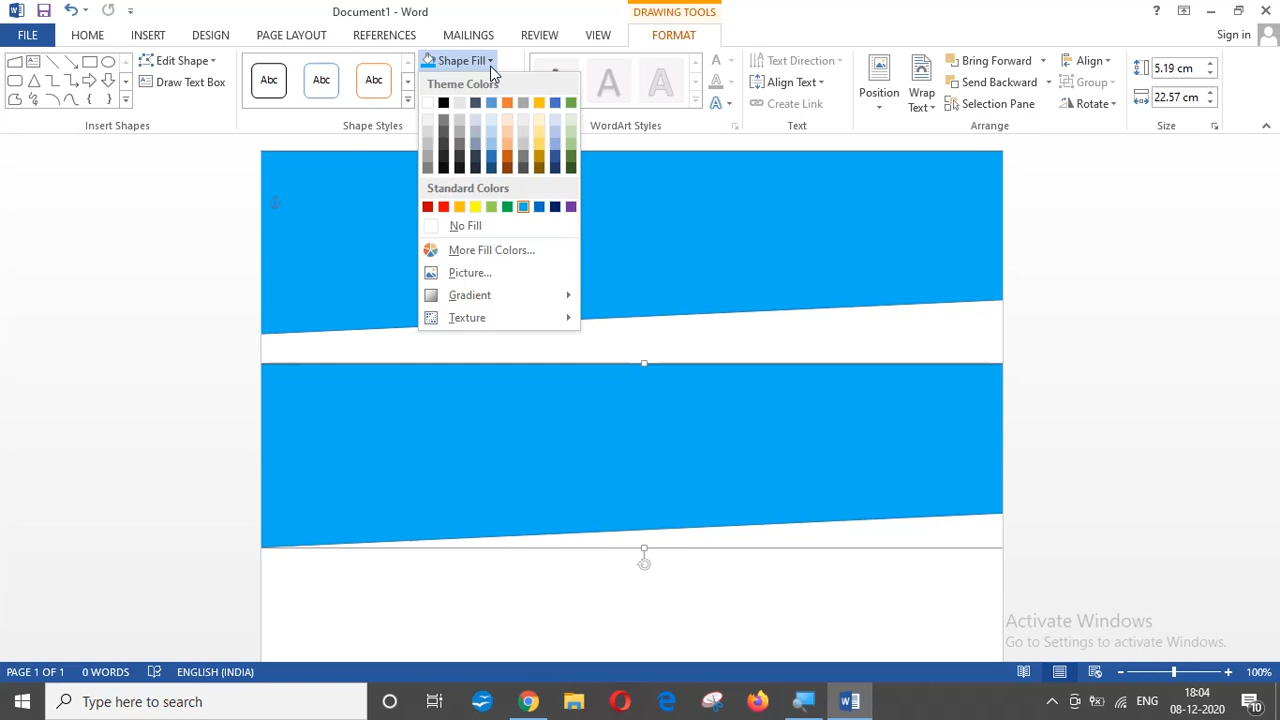 Document1 - Word
DRAWING TOOLS
?
FILE
HOME
INSERT
DESIGN
PAGE LAYOUT
REFERENCES
MAILINGS
REVIEW
VIEW
FORMAT
Sign in
Edit Shape
Draw Text Box
Insert Shapes
Abc
Abc
Abc
Shape Styles
Shape Fill
Theme Colors
Standard Colors
No Fill
More Fill Colors...
Picture...
Gradient
Texture
A
A
WordArt Styles
Text Direction
Align Text
Create Link
Text
Position
Wrap
Text
Bring Forward
Send Backward
Selection Pane
Align
Group
Rotate
Arrange
5.19 cm
22.57 cm
Size
Activate Windows
Go to Settings to activate Windows.
PAGE 1 OF 1
0 WORDS
ENGLISH (INDIA)
100%
Type here to search
ENG
18:04
08-12-2020
10